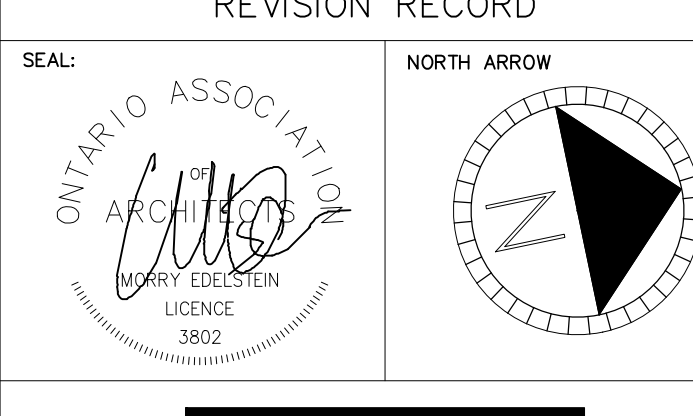 REVISION RECORD
SEAL:
ONTARIO ASSOCIATION
OF
ARCHITECTS
MORRY EDELSTEIN
LICENCE
3802
NORTH ARROW
N